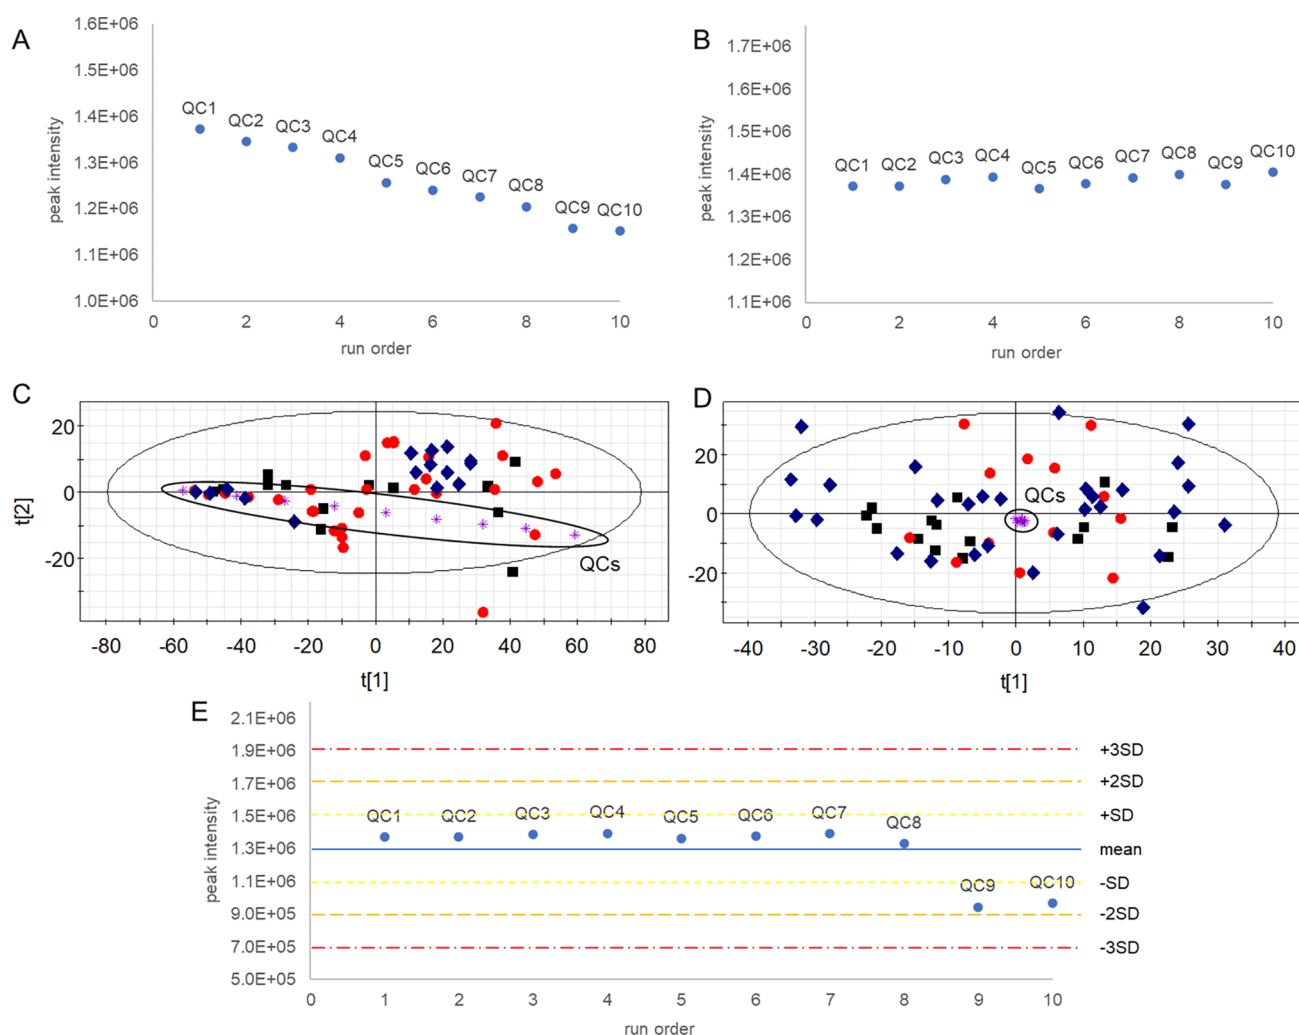 A
1.6E+06
1.5E+06
1.4E+06
1.3E+06
1.2E+06
1.1E+06
1.0E+06
peak intensity
QC1
QC2
QC3
QC4
QC5
QC6
QC7
QC8
QC9
QC10
0
2
4
6
8
10
run order
B
1.7E+06
1.6E+06
1.5E+06
1.4E+06
1.3E+06
1.2E+06
1.1E+06
peak intensity
QC1
QC2
QC3
QC4
QC5
QC6
QC7
QC8
QC9
QC10
0
2
4
6
8
10
run order
C
20
0
-20
t[2]
QCs
-80
-60
-40
-20
0
20
40
60
80
t[1]
D
20
0
-20
QCs
-40
-30
-20
-10
0
10
20
30
40
t[1]
E
2.1E+06
1.9E+06
1.7E+06
1.5E+06
1.3E+06
1.1E+06
9.0E+05
7.0E+05
5.0E+05
peak intensity
QC1
QC2
QC3
QC4
QC5
QC6
QC7
QC8
QC9
QC10
+3SD
+2SD
+SD
mean
-SD
-2SD
-3SD
0
1
2
3
4
5
6
7
8
9
10
run order